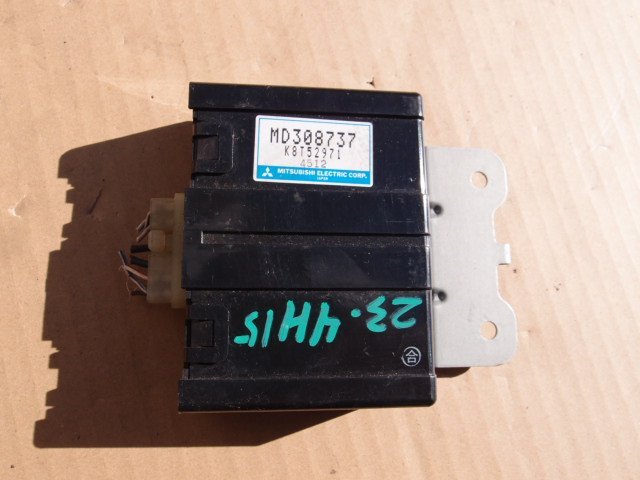 MD308737
K8T52971
4512
MITSUBISHI ELECTRIC CORP.
JAPAN
23.4H15
合